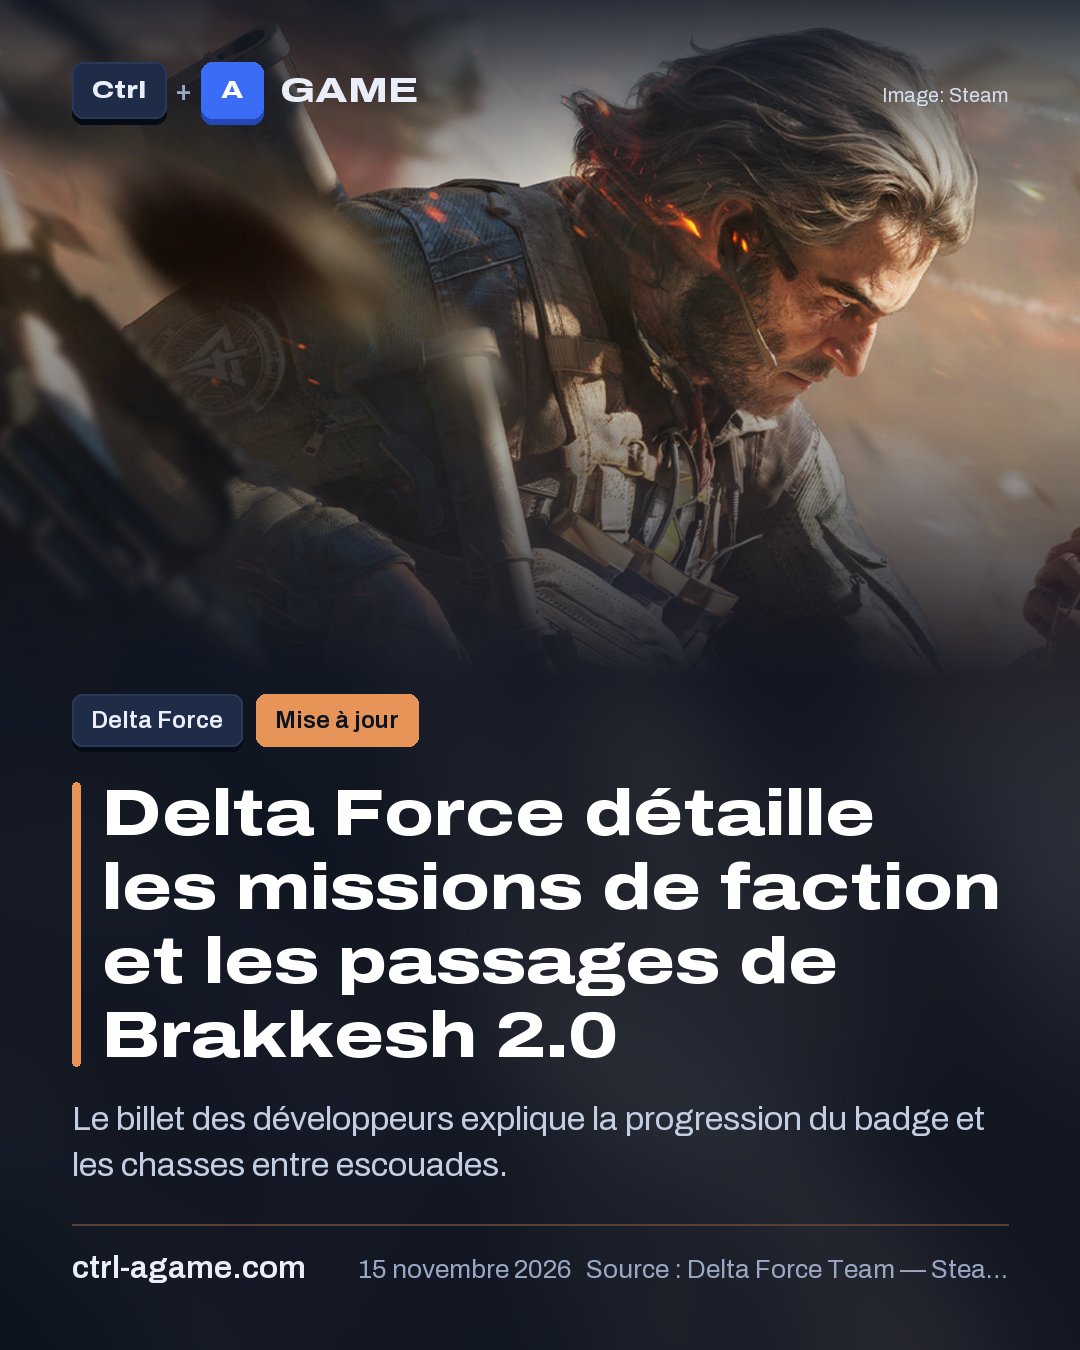 Ctrl + A GAME
Image: Steam
Delta Force
Mise à jour
Delta Force détaille
les missions de faction
et les passages de
Brakkesh 2.0
Le billet des développeurs explique la progression du badge et
les chasses entre escouades.
ctrl-agame.com
15 novembre 2026 Source : Delta Force Team — Stea…